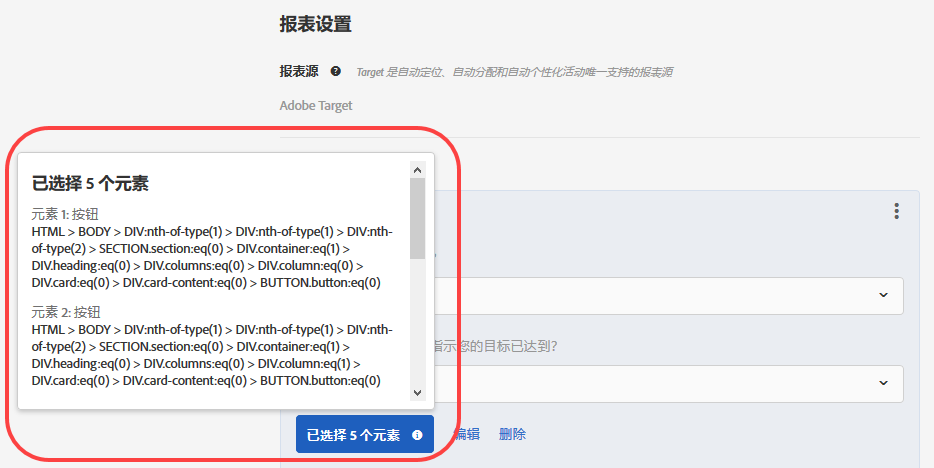 报表设置
报表源
Target 是自动定位、自动分配和自动个性化活动唯一支持的报表源
Adobe Target
已选择 5 个元素
元素 1: 按钮
HTML > BODY > DIV:nth-of-type(1) > DIV:nth-of-type(1) > DIV:nth-
of-type(2) > SECTION.section:eq(0) > DIV.container:eq(1) >
DIV.heading:eq(0) > DIV.columns:eq(0) > DIV.column:eq(0) >
DIV.card:eq(0) > DIV.card-content:eq(0) > BUTTON.button:eq(0)
元素 2: 按钮
HTML > BODY > DIV:nth-of-type(1) > DIV:nth-of-type(1) > DIV:nth-
of-type(2) > SECTION.section:eq(0) > DIV.container:eq(1) >
DIV.heading:eq(0) > DIV.columns:eq(0) > DIV.column:eq(1) >
DIV.card:eq(0) > DIV.card-content:eq(0) > BUTTON.button:eq(0)
指示您的目标已达到?
已选择 5 个元素
编辑 删除